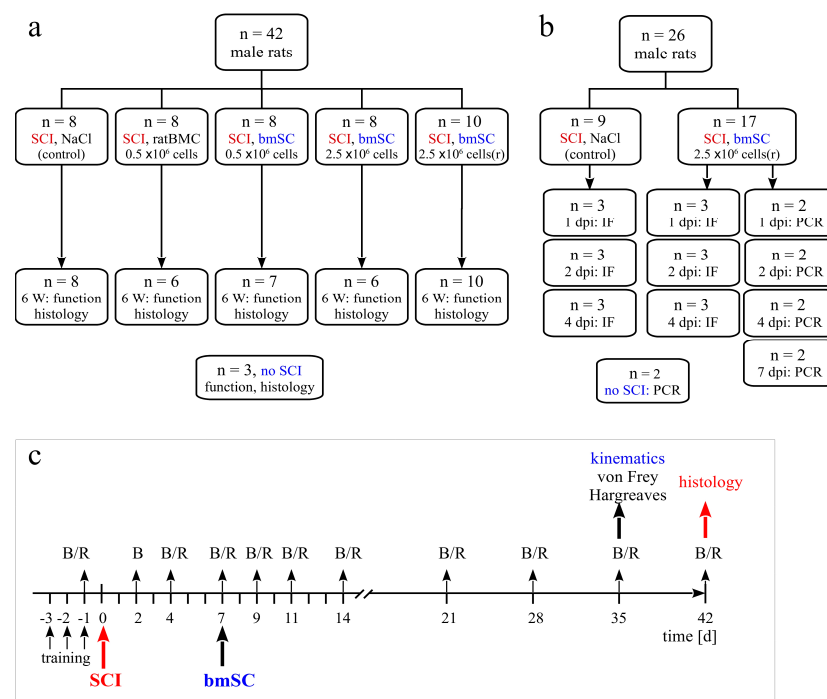 a
n = 42
male rats
n = 8
SCI, NaCl
(control)
n = 8
SCI, ratBMC
0.5 x10⁶ cells
n = 8
SCI, bmSC
0.5 x10⁶ cells
n = 8
SCI, bmSC
2.5 x10⁶ cells
n = 10
SCI, bmSC
2.5 x10⁶ cells(r)
n = 8
6 W: function
histology
n = 6
6 W: function
histology
n = 7
6 W: function
histology
n = 6
6 W: function
histology
n = 10
6 W: function
histology
n = 3, no SCI
function, histology
b
n = 26
male rats
n = 9
SCI, NaCl
(control)
n = 17
SCI, bmSC
2.5 x10⁶ cells(r)
n = 3
1 dpi: IF
n = 3
1 dpi: IF
n = 2
1 dpi: PCR
n = 3
2 dpi: IF
n = 3
2 dpi: IF
n = 2
2 dpi: PCR
n = 3
4 dpi: IF
n = 3
4 dpi: IF
n = 2
4 dpi: PCR
n = 2
7 dpi: PCR
n = 2
no SCI: PCR
c
kinematics
von Frey
Hargreaves
histology
B/R B B/R B/R B/R B/R B/R B/R B/R B/R B/R
-3 -2 -1 0 2 4 7 9 11 14 21 28 35 42
training
time [d]
SCI
bmSC